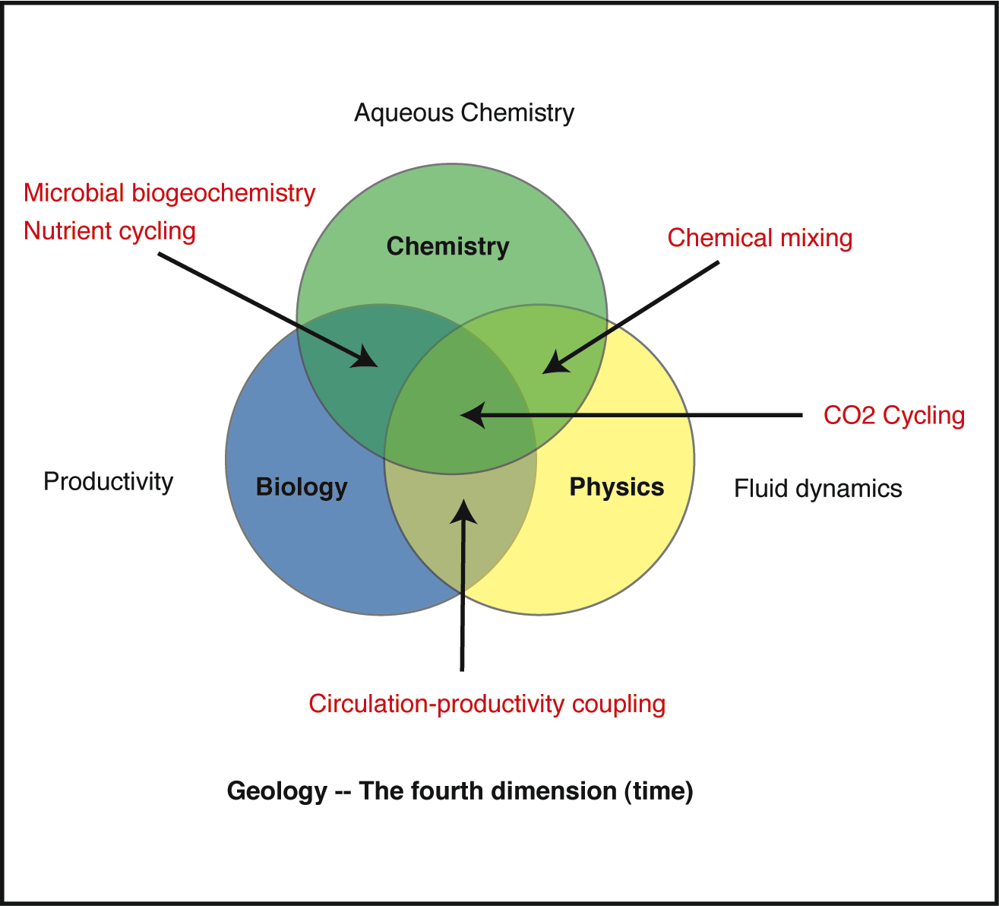 Aqueous Chemistry
Microbial biogeochemistry
Nutrient cycling
Chemistry
Chemical mixing
CO2 Cycling
Productivity
Biology
Physics
Fluid dynamics
Circulation-productivity coupling
Geology -- The fourth dimension (time)